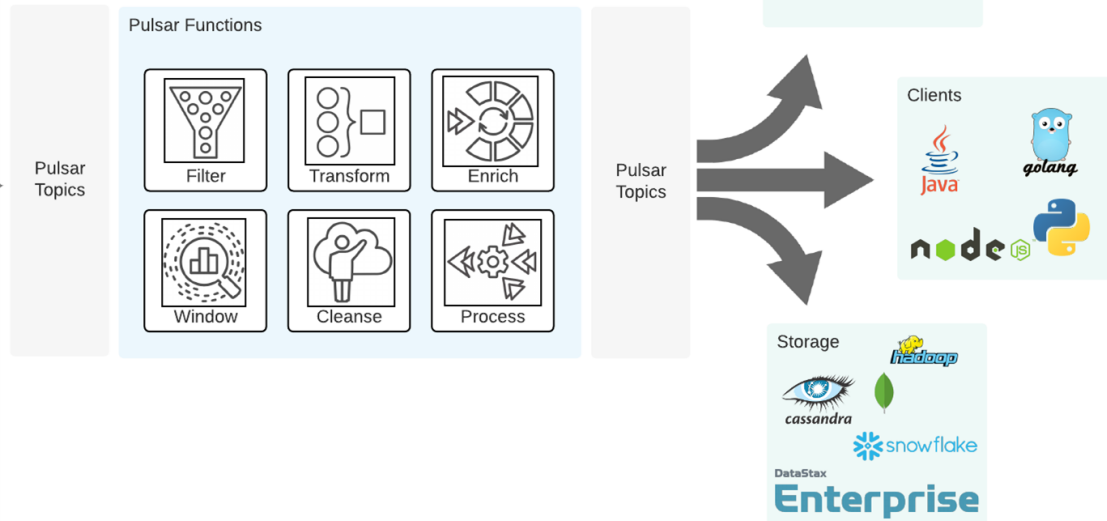 Pulsar Functions
Pulsar
Topics
Filter
Transform
Enrich
Window
Cleanse
Process
Pulsar
Topics
Clients
Java
golang
node
JS
Storage
hadoop
cassandra
snowflake
DataStax
Enterprise